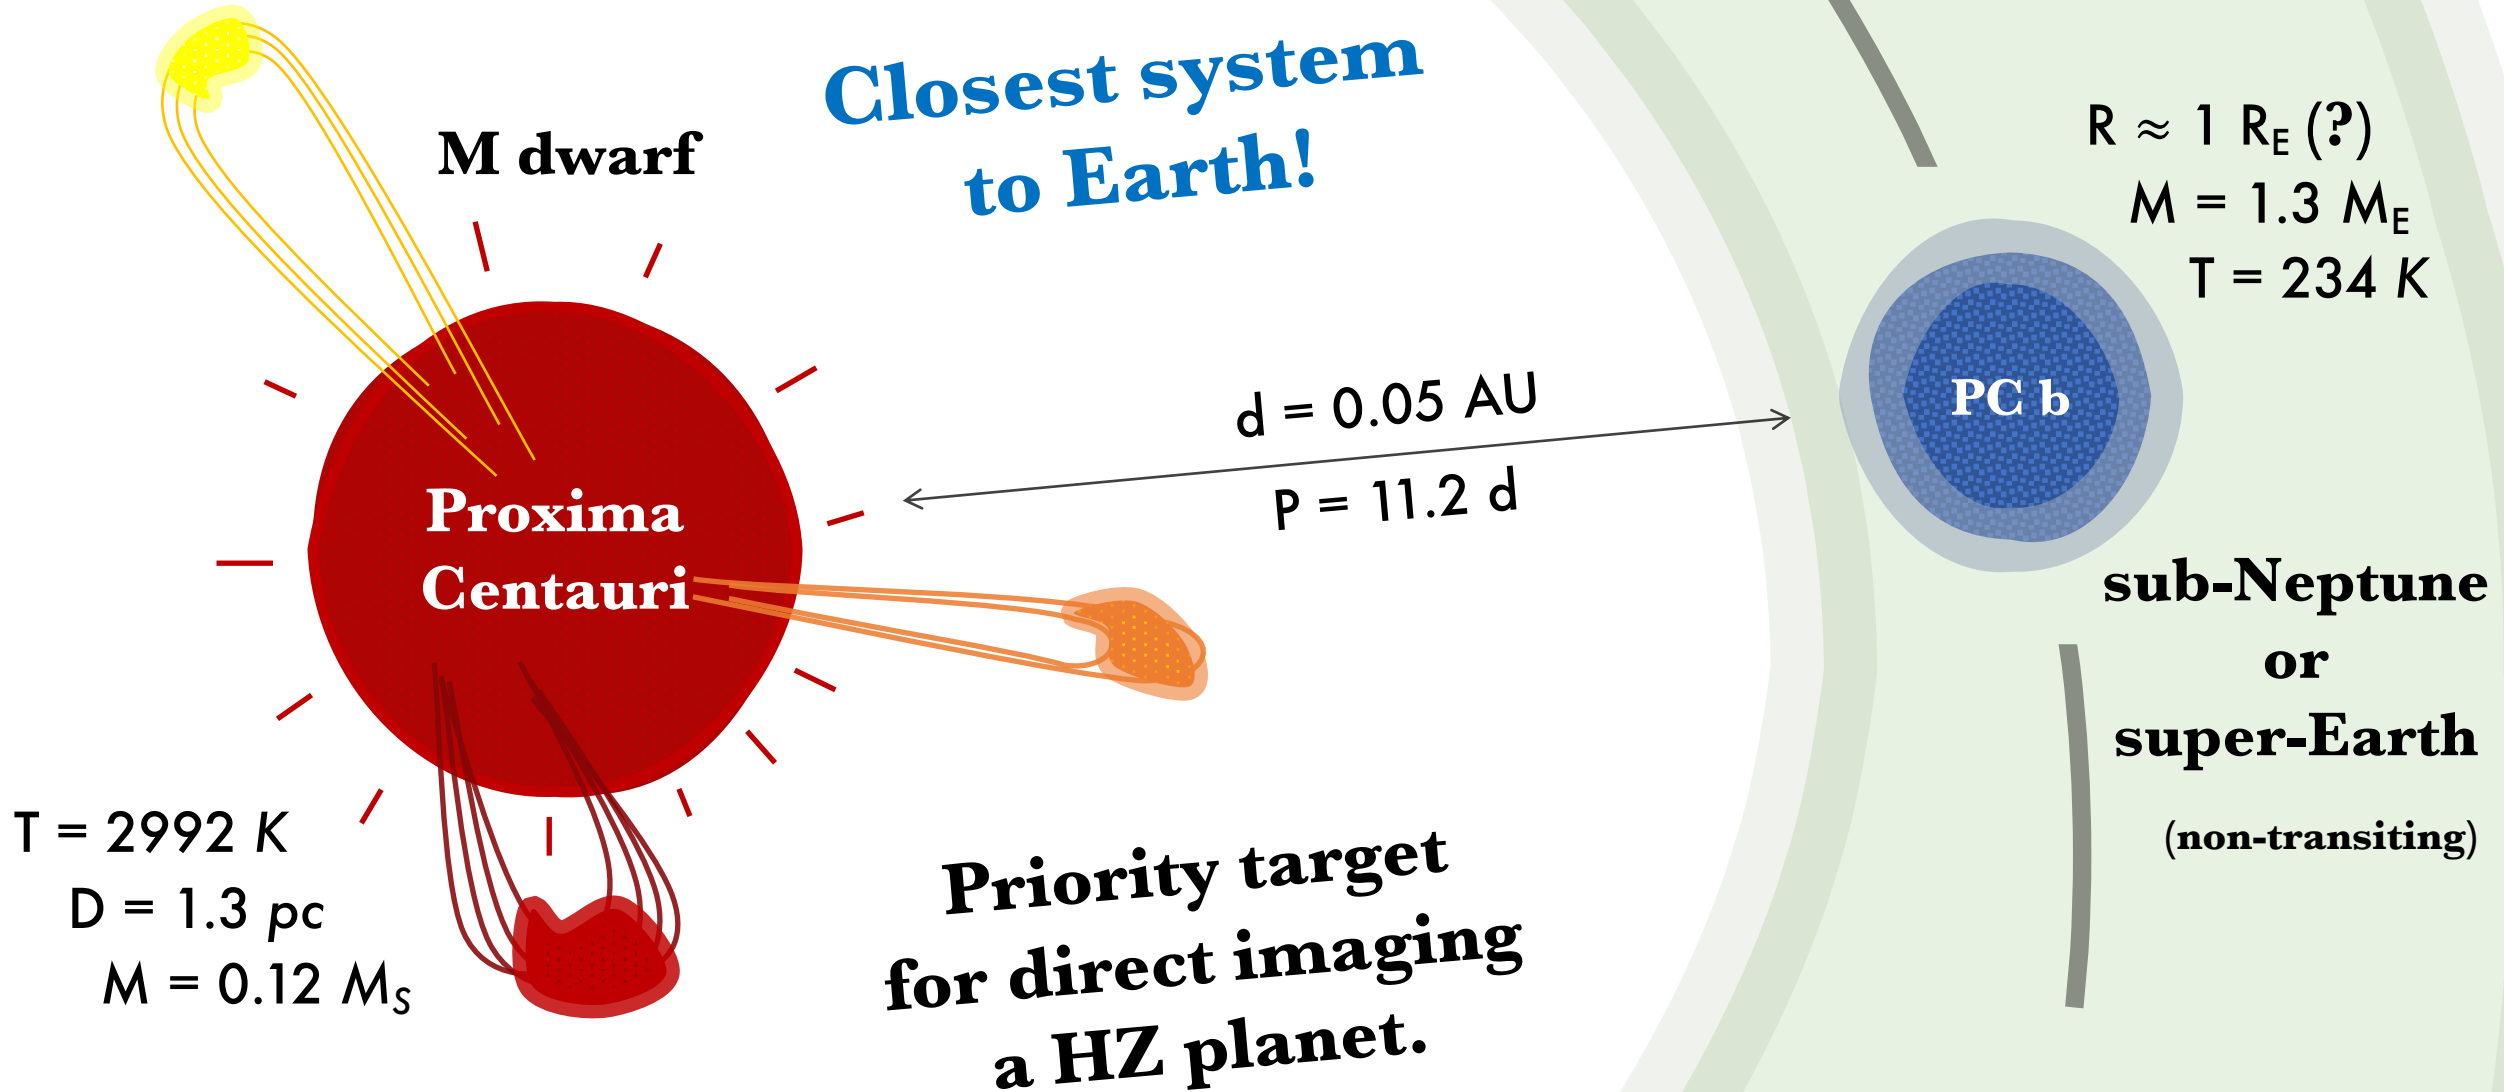 Closest system
to Earth!
M dwarf
R ≈ 1 R_E (?)
M = 1.3 M_E
T = 234 K
d = 0.05 AU
P = 11.2 d
PC b
Proxima
Centauri
sub-Neptune
or
super-Earth
(non-transiting)
T = 2992 K
D = 1.3 pc
M = 0.12 M_S
Priority target
for direct imaging
a HZ planet.